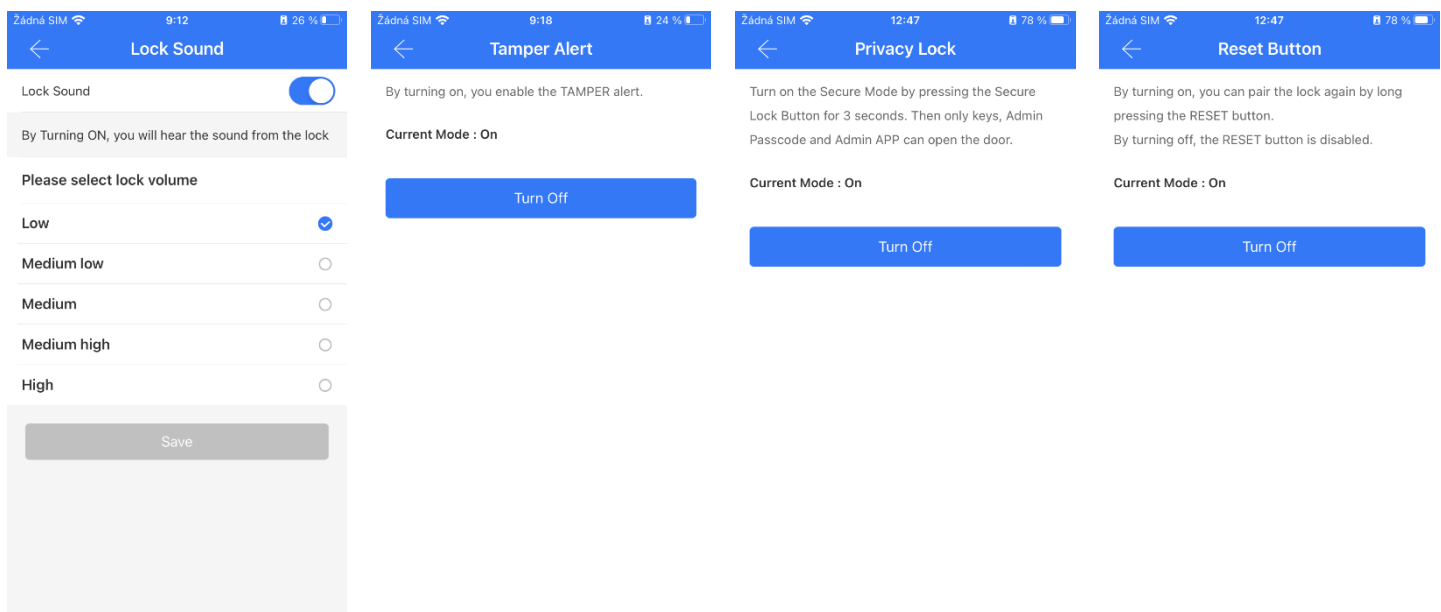 Žádná SIM 9:12 26 %
Lock Sound
Lock Sound
By Turning ON, you will hear the sound from the lock
Please select lock volume
Low
Medium low
Medium
Medium high
High
Save
Žádná SIM 9:18 24 %
Tamper Alert
By turning on, you enable the TAMPER alert.
Current Mode : On
Turn Off
Žádná SIM 12:47 78 %
Privacy Lock
Turn on the Secure Mode by pressing the Secure
Lock Button for 3 seconds. Then only keys, Admin
Passcode and Admin APP can open the door.
Current Mode : On
Turn Off
Žádná SIM 12:47 78 %
Reset Button
By turning on, you can pair the lock again by long
pressing the RESET button.
By turning off, the RESET button is disabled.
Current Mode : On
Turn Off